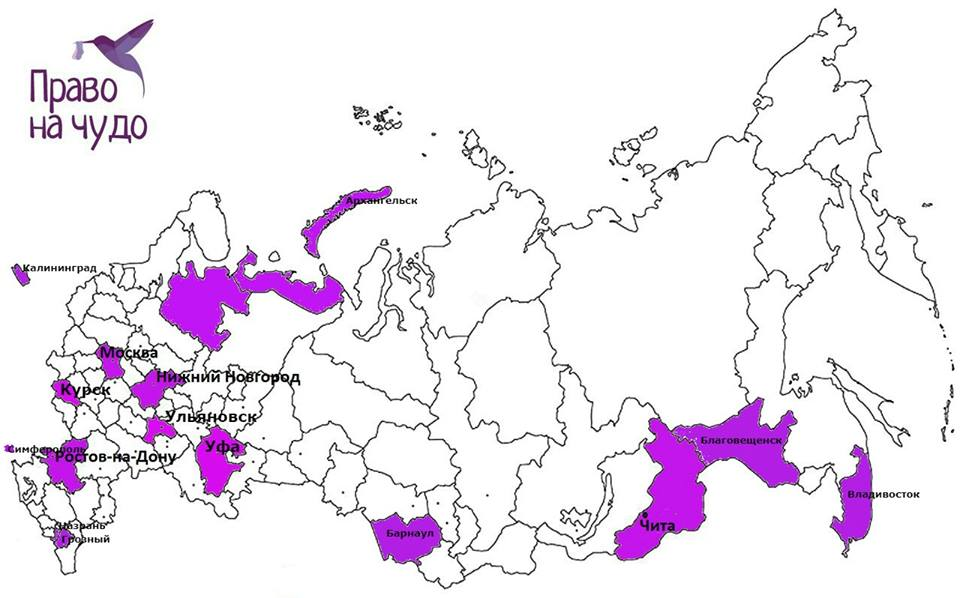 Право
на чудо
Архангельск
Калининград
Москва
Нижний Новгород
Курск
Ульяновск
Уфа
Симферополь
Ростов-на-Дону
Благовещенск
Владивосток
Чита
Назрань
Грозный
Барнаул